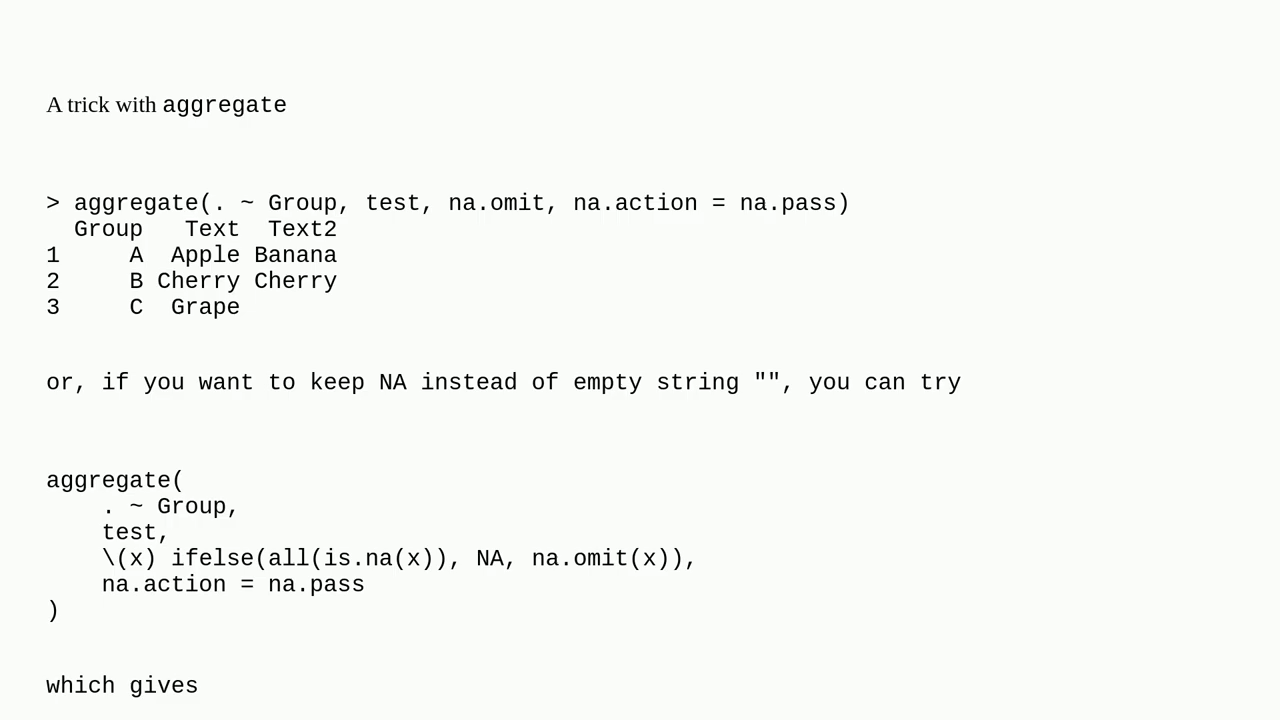 A trick with aggregate
> aggregate(. ~ Group, test, na.omit, na.action = na.pass)
  Group   Text  Text2
1     A  Apple Banana
2     B Cherry Cherry
3     C  Grape
or, if you want to keep NA instead of empty string "", you can try
aggregate(
    . ~ Group,
    test,
    \(x) ifelse(all(is.na(x)), NA, na.omit(x)),
    na.action = na.pass
)
which gives